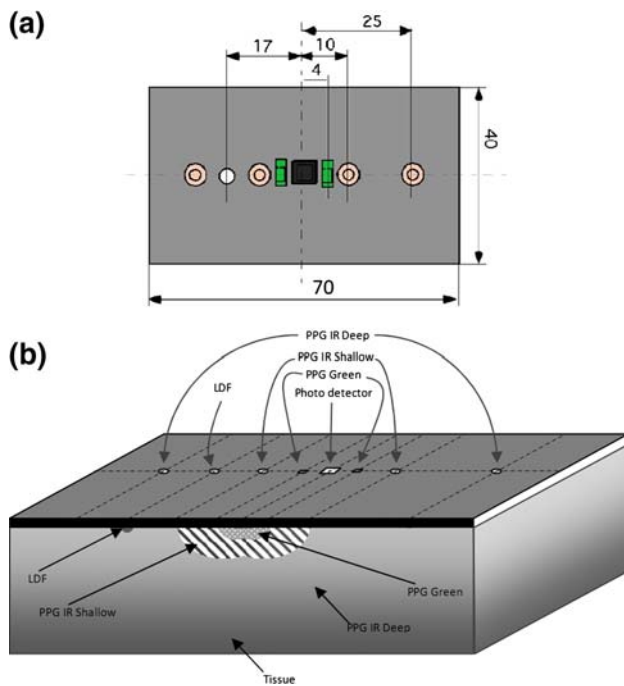 (a)
25
17
10
4
40
70
(b)
PPG IR Deep
PPG IR Shallow
PPG Green
LDF
Photo detector
LDF
PPG Green
PPG IR Shallow
PPG IR Deep
Tissue